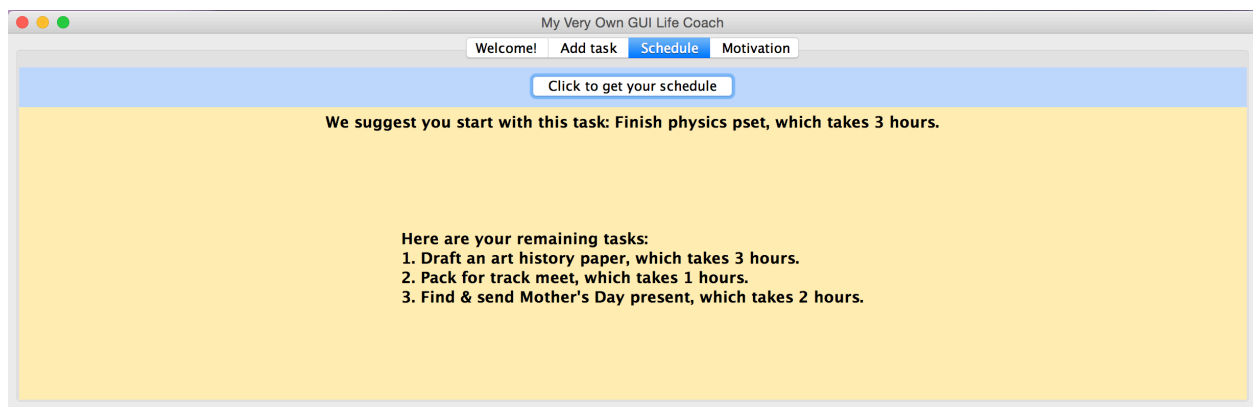 My Very Own GUI Life Coach
Welcome! Add task Schedule Motivation
Click to get your schedule
We suggest you start with this task: Finish physics pset, which takes 3 hours.
Here are your remaining tasks:
1. Draft an art history paper, which takes 3 hours.
2. Pack for track meet, which takes 1 hours.
3. Find & send Mother's Day present, which takes 2 hours.